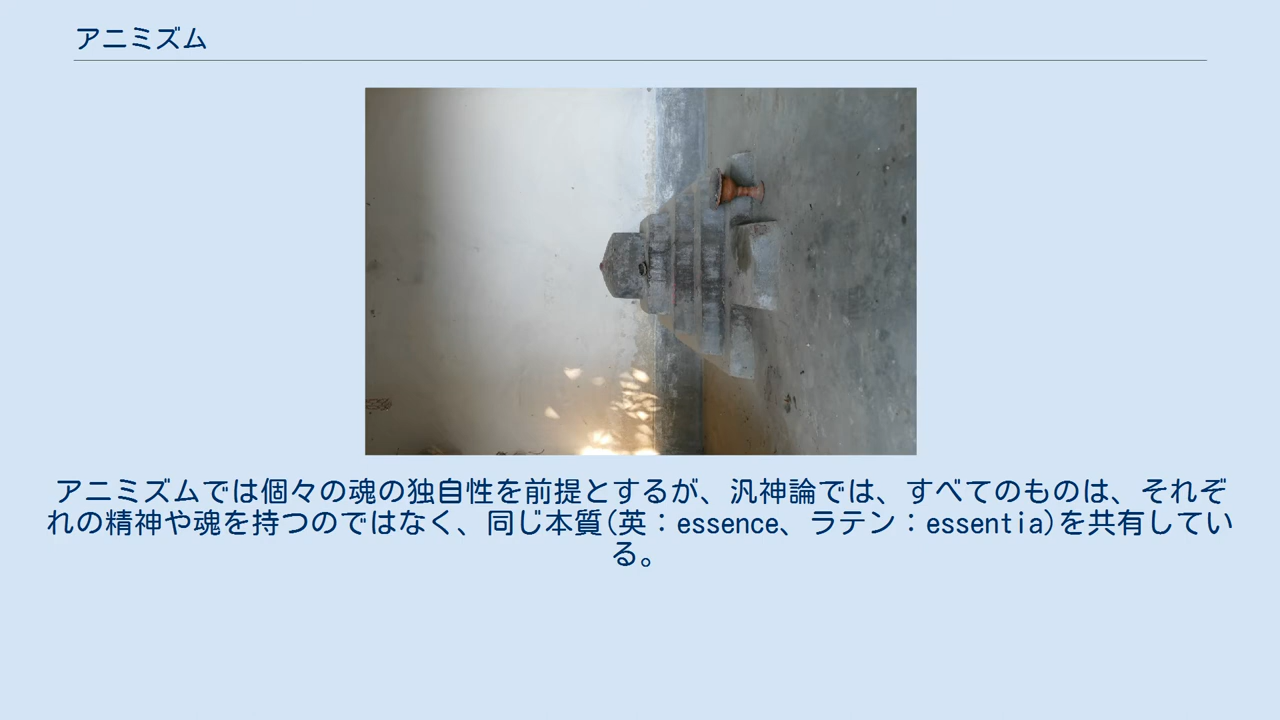 アニミズム
アニミズムでは個々の魂の独自性を前提とするが、汎神論では、すべてのものは、それぞ
れの精神や魂を持つのではなく、同じ本質(英：essence、ラテン：essentia)を共有してい
る。